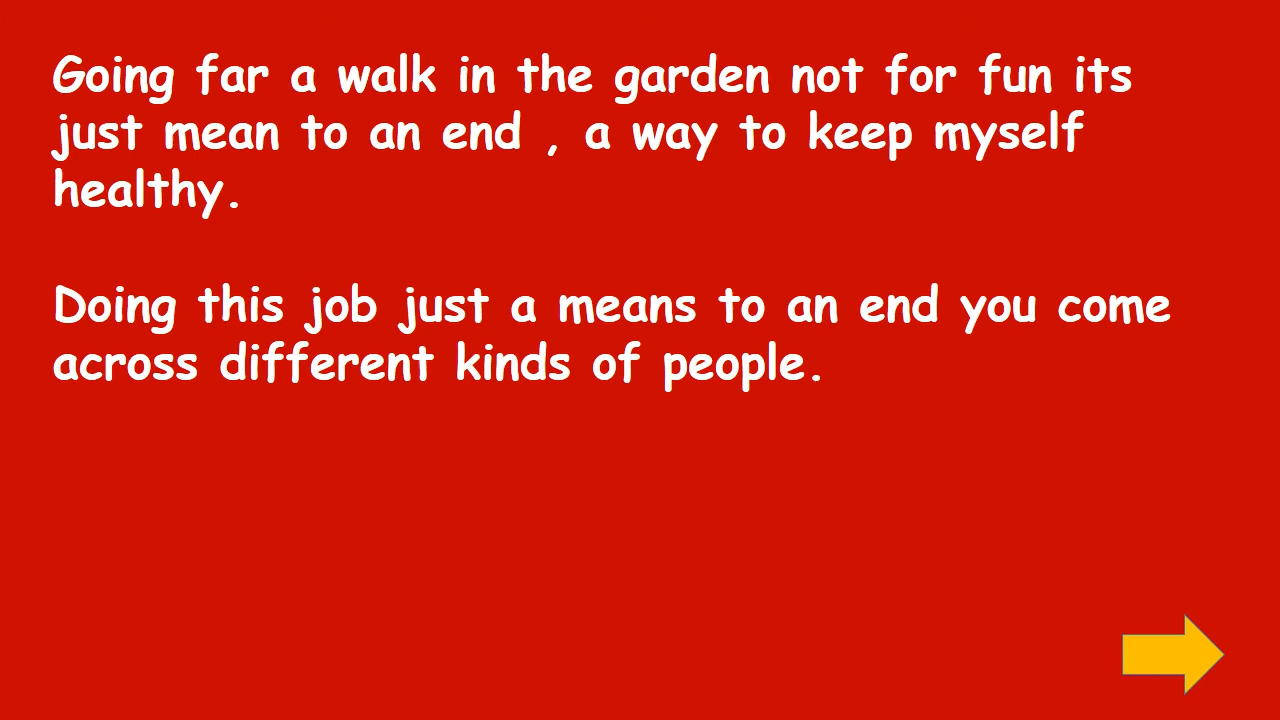 Going far a walk in the garden not for fun its
just mean to an end , a way to keep myself
healthy.
Doing this job just a means to an end you come
across different kinds of people.